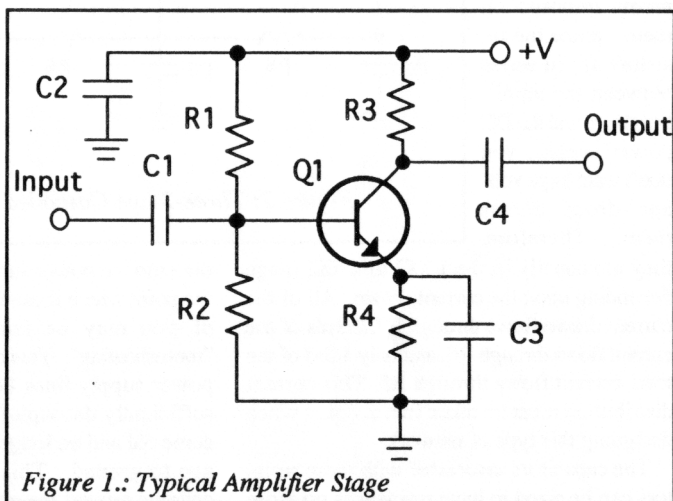 +V
C2
R1
R3
Output
C1
Q1
Input
C4
R2
R4
C3
Figure 1.: Typical Amplifier Stage